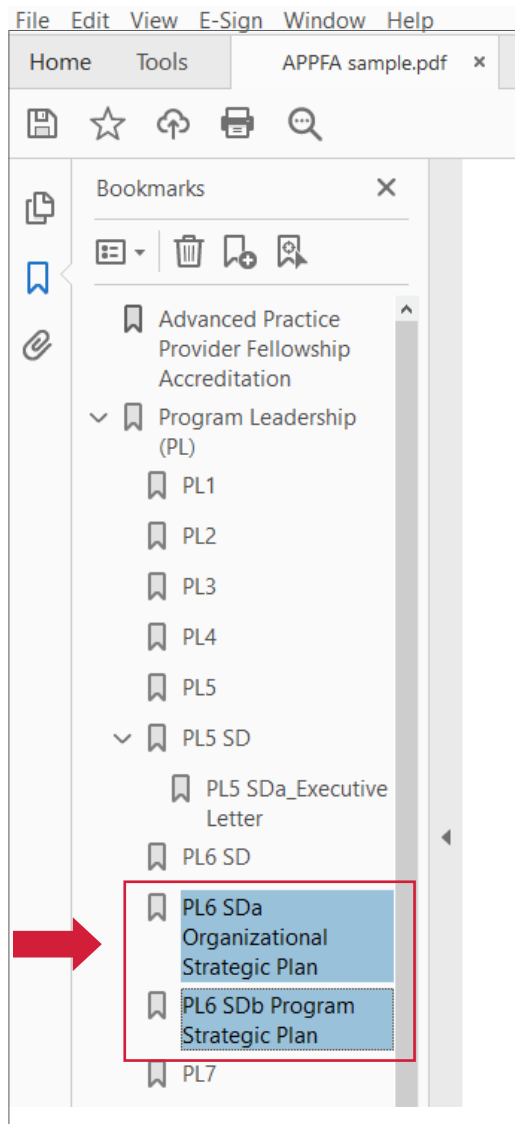 File Edit View E-Sign Window Help
Home Tools APPFA sample.pdf ×
Bookmarks
Advanced Practice
Provider Fellowship
Accreditation
Program Leadership
(PL)
PL1
PL2
PL3
PL4
PL5
PL5 SD
PL5 SDa_Executive
Letter
PL6 SD
PL6 SDa
Organizational
Strategic Plan
PL6 SDb Program
Strategic Plan
PL7